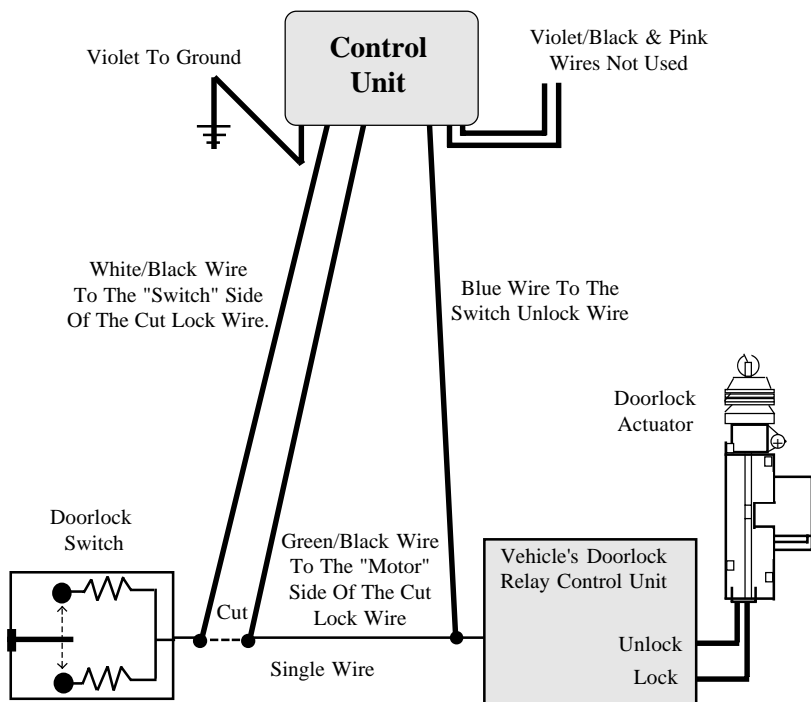 Control
Unit
Violet To Ground
Violet/Black & Pink
Wires Not Used
White/Black Wire
To The "Switch" Side
Of The Cut Lock Wire.
Blue Wire To The
Switch Unlock Wire
Doorlock
Actuator
Doorlock
Switch
Green/Black Wire
To The "Motor"
Side Of The Cut
Lock Wire
Cut
Single Wire
Vehicle's Doorlock
Relay Control Unit
Unlock
Lock